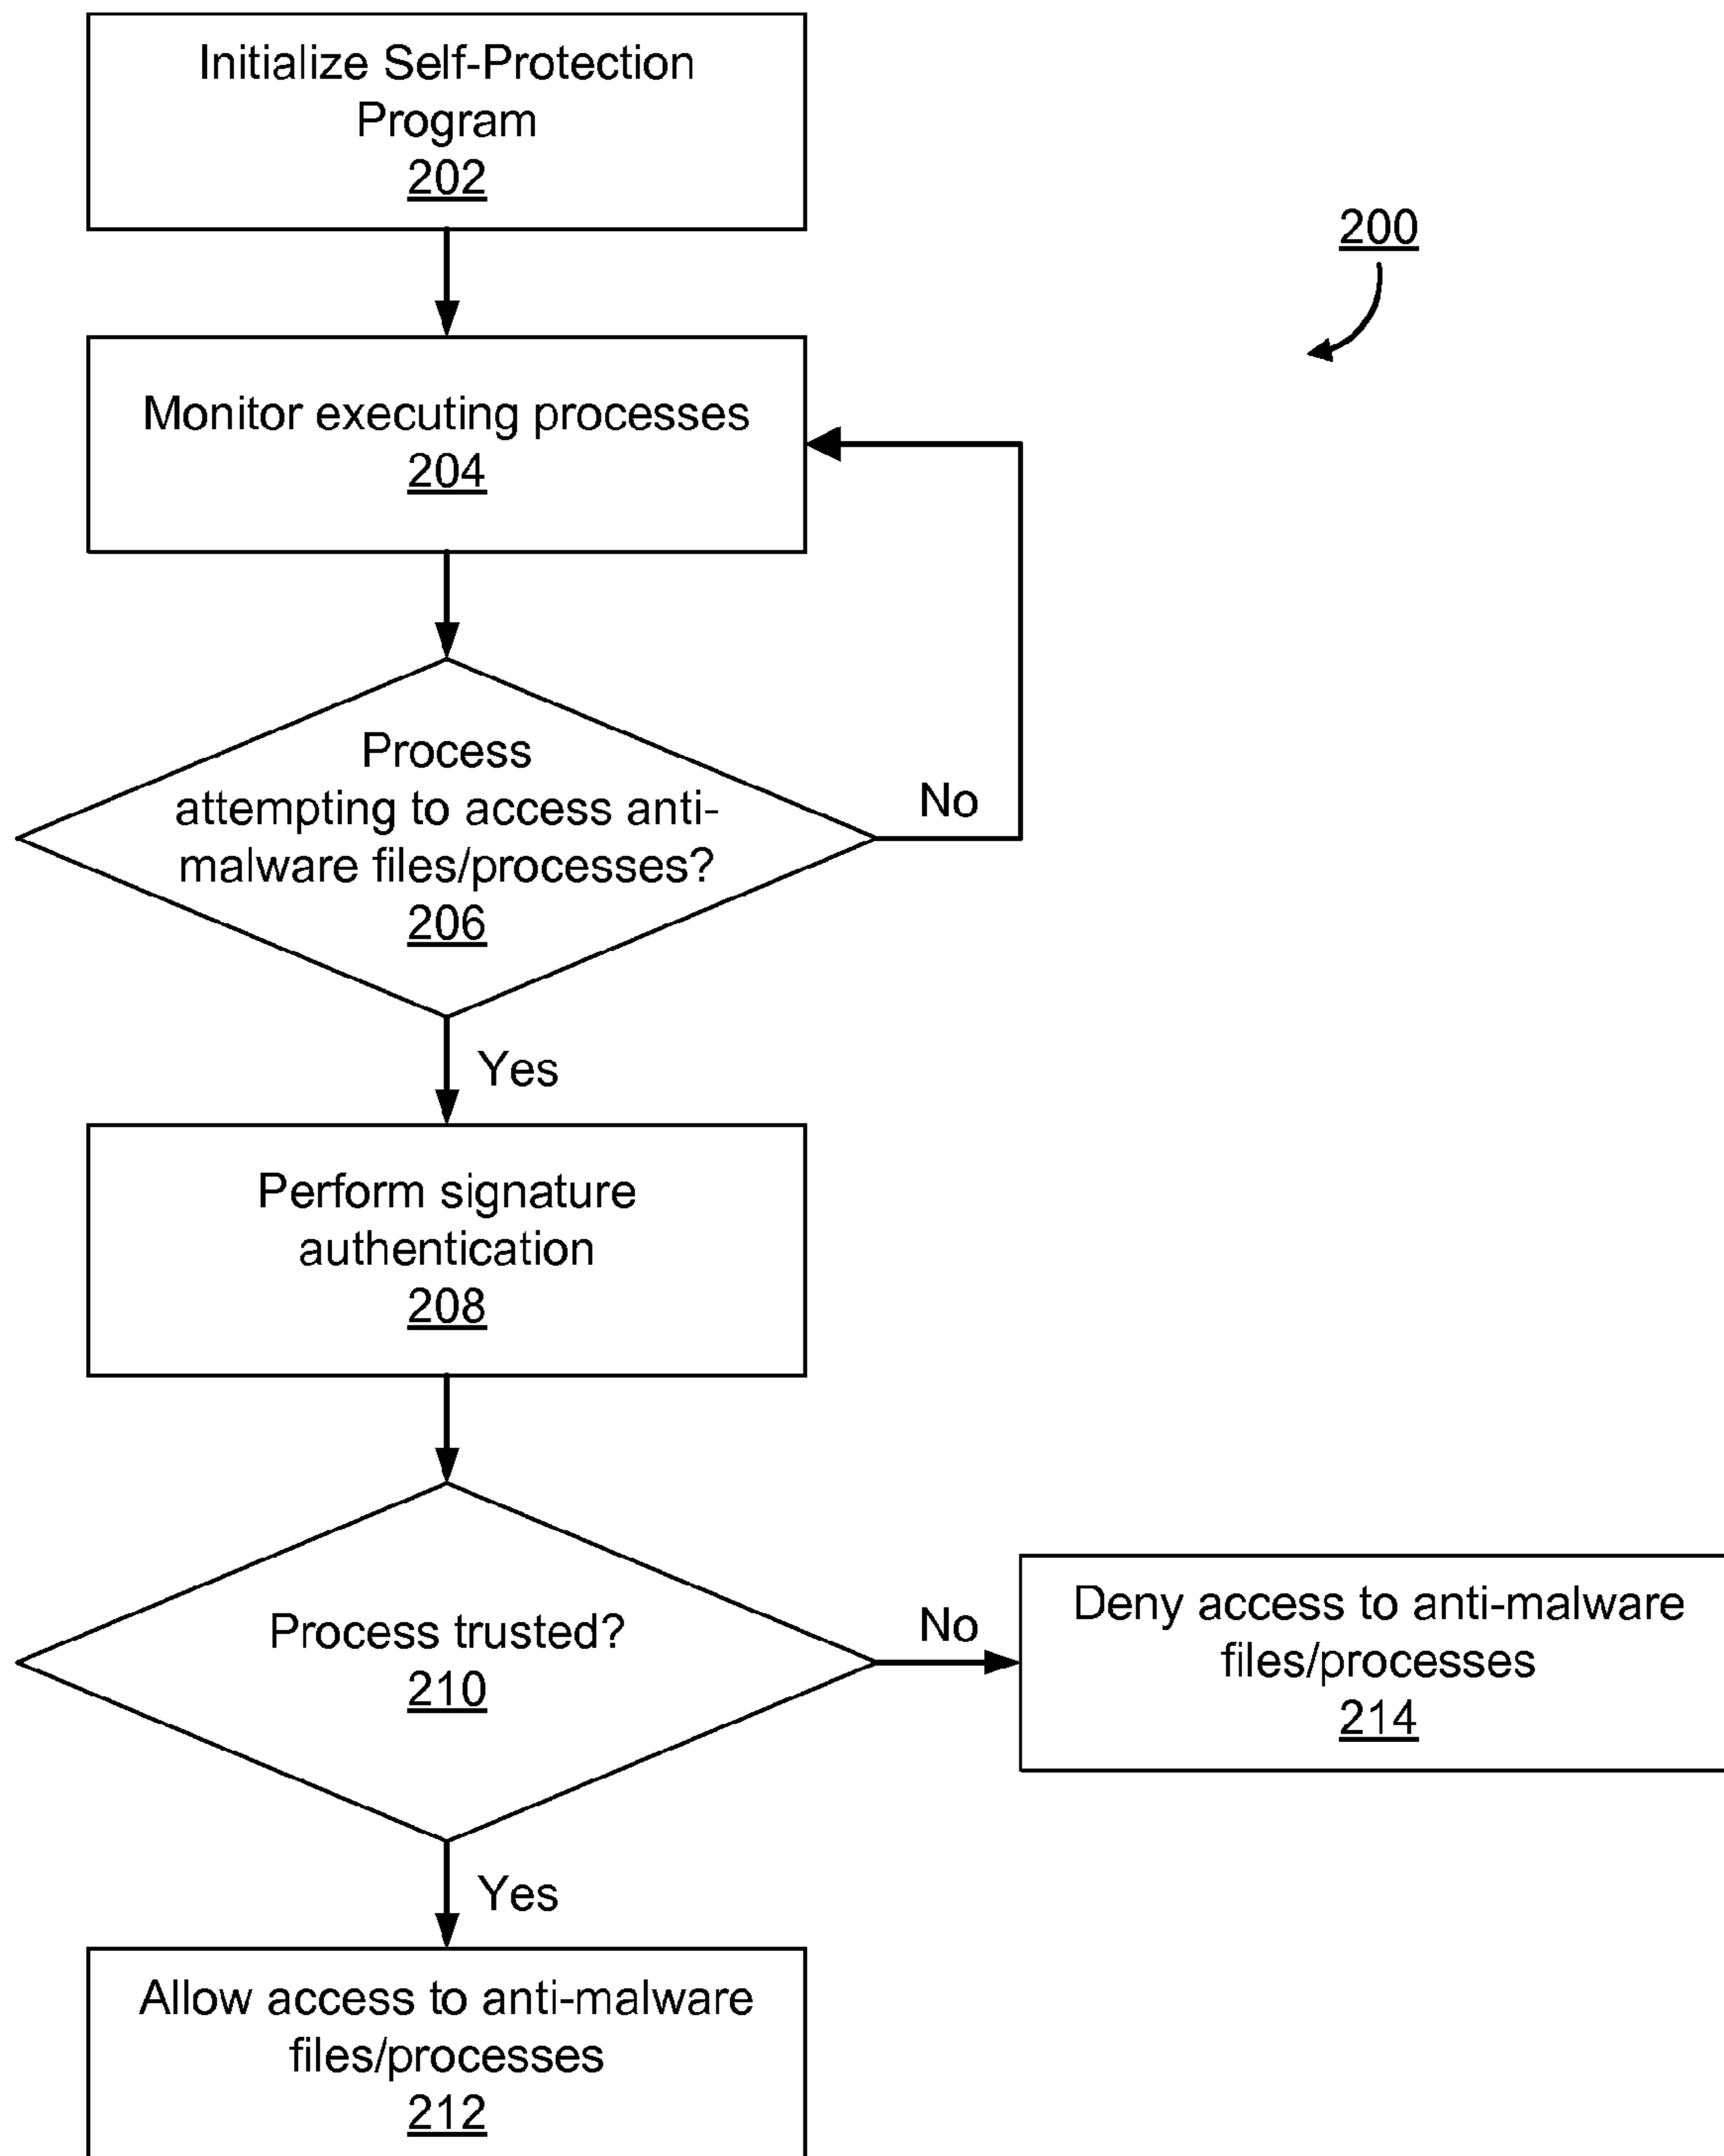 Initialize Self-Protection
Program
202
200
Monitor executing processes
204
Process
attempting to access anti-
malware files/processes?
206
No
Yes
Perform signature
authentication
208
Process trusted?
210
No
Deny access to anti-malware
files/processes
214
Yes
Allow access to anti-malware
files/processes
212